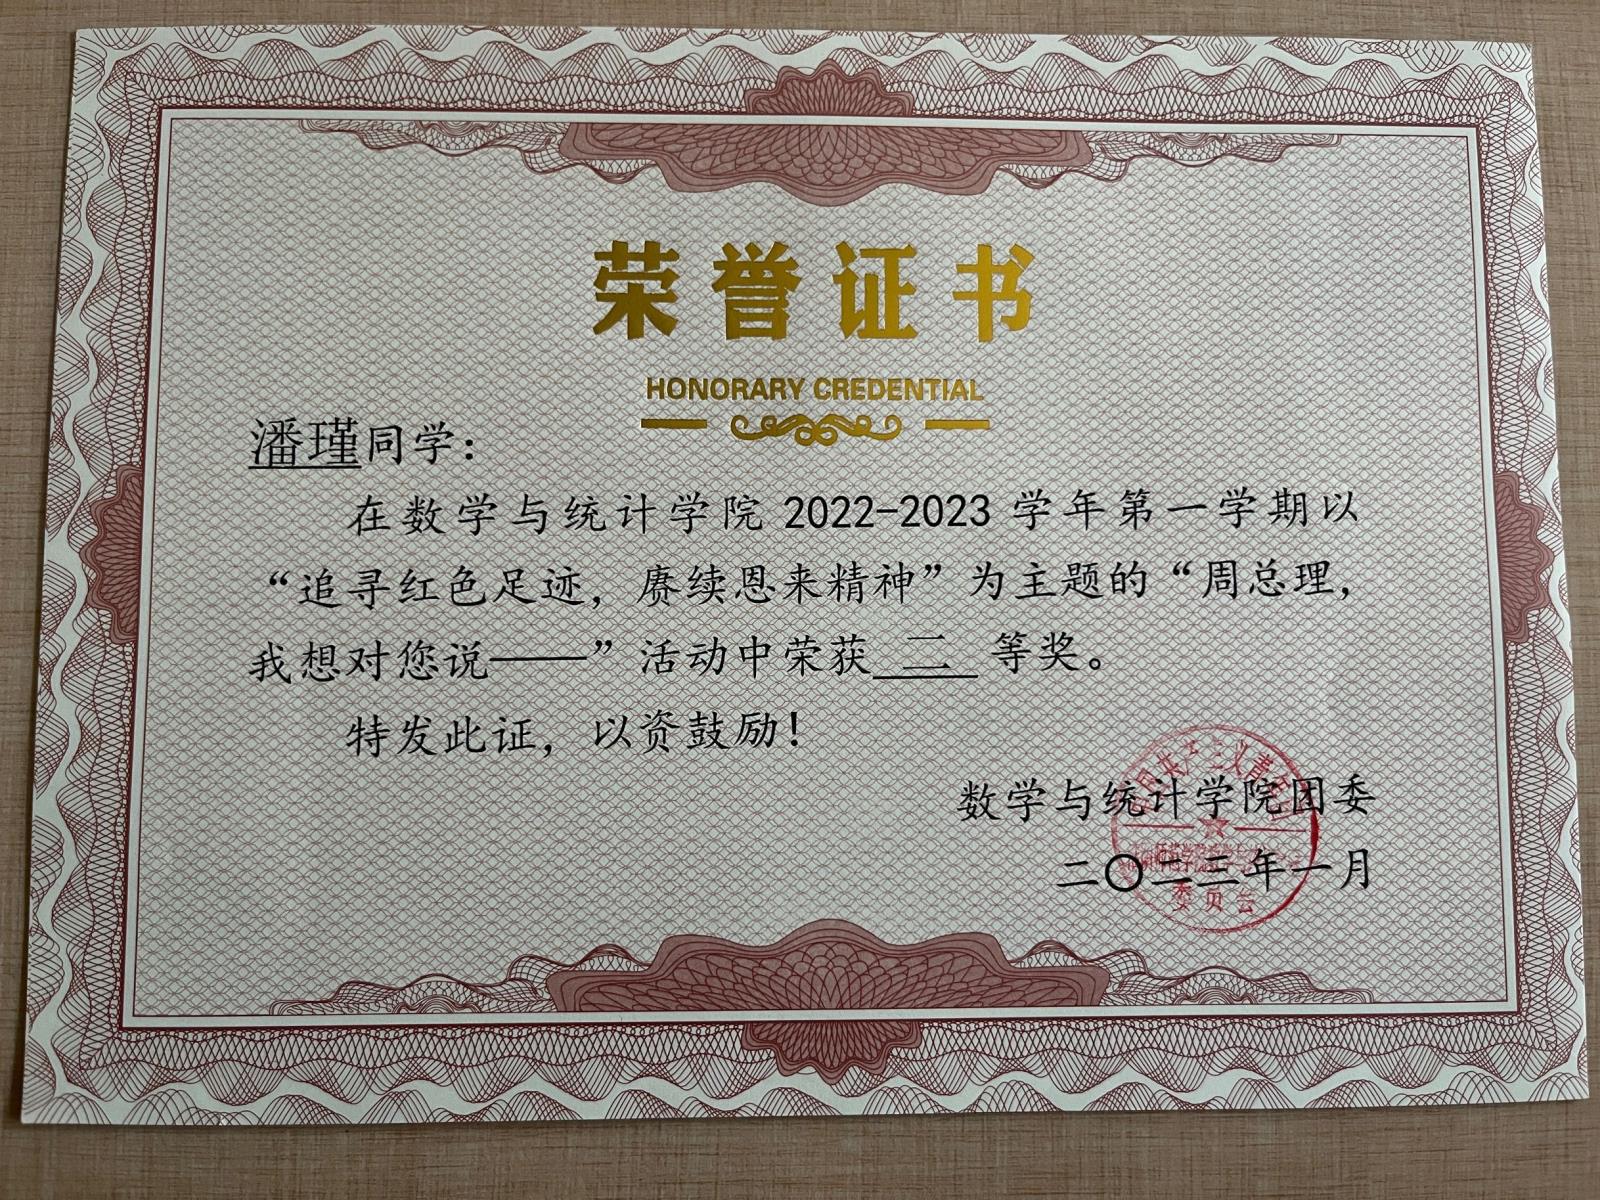 荣誉证书
HONORARY CREDENTIAL
潘瑾同学：
在数学与统计学院 2022-2023 学年第一学期以
“追寻红色足迹，赓续恩来精神”为主题的“周总理，
我想对您说——”活动中荣获 三 等奖。
特发此证，以资鼓励！
数学与统计学院团委
二〇二三年一月
委员会